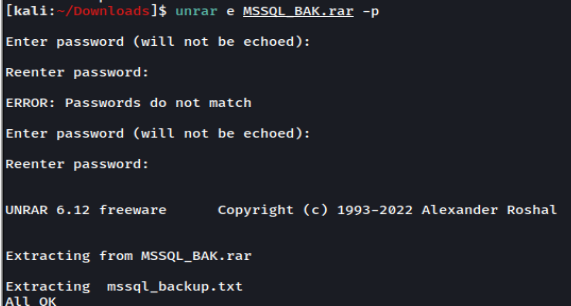 [kali:~/Downloads]$ unrar e MSSQL_BAK.rar -p
Enter password (will not be echoed):
Reenter password:
ERROR: Passwords do not match
Enter password (will not be echoed):
Reenter password:
UNRAR 6.12 freeware      Copyright (c) 1993-2022 Alexander Roshal
Extracting from MSSQL_BAK.rar
Extracting  mssql_backup.txt
All OK